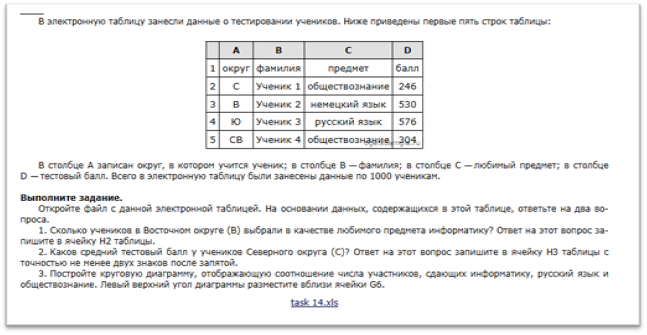 В электронную таблицу занесли данные о тестировании учеников. Ниже приведены первые пять строк таблицы:
A B C D
1 округ фамилия предмет балл
2 С Ученик 1 обществознание 246
3 В Ученик 2 немецкий язык 530
4 Ю Ученик 3 русский язык 576
5 СВ Ученик 4 обществознание 304
В столбце A записан округ, в котором учится ученик; в столбце B — фамилия; в столбце C — любимый предмет; в столбце
D — тестовый балл. Всего в электронную таблицу были занесены данные по 1000 ученикам.
Выполните задание.
Откройте файл с данной электронной таблицей. На основании данных, содержащихся в этой таблице, ответьте на два во-
проса.
1. Сколько учеников в Восточном округе (В) выбрали в качестве любимого предмета информатику? Ответ на этот вопрос за-
пишите в ячейку H2 таблицы.
2. Каков средний тестовый балл у учеников Северного округа (С)? Ответ на этот вопрос запишите в ячейку H3 таблицы с
точностью не менее двух знаков после запятой.
3. Постройте круговую диаграмму, отображающую соотношение числа участников, сдающих информатику, русский язык и
обществознание. Левый верхний угол диаграммы разместите вблизи ячейки G6.
task 14.xls